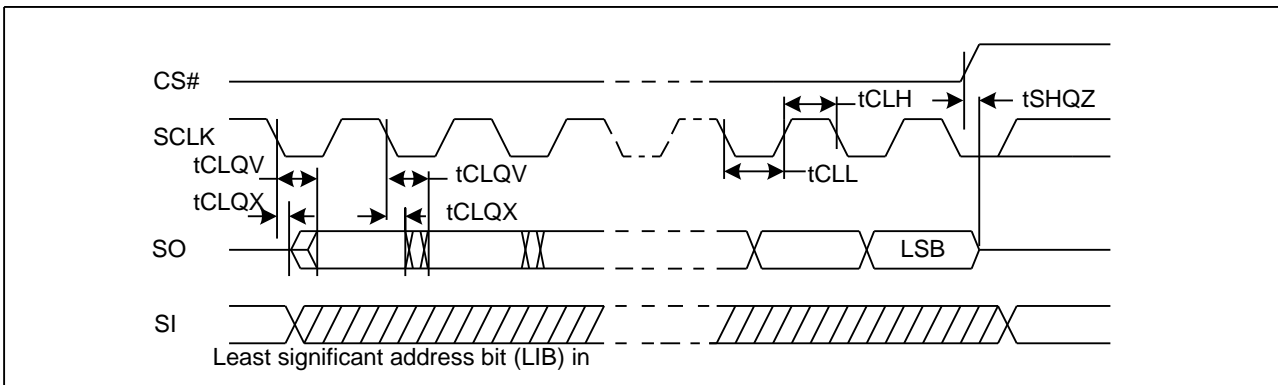 CS#
tCLH
tSHQZ
SCLK
tCLQV
tCLQV
tCLL
tCLQX
tCLQX
SO
LSB
SI
Least significant address bit (LIB) in